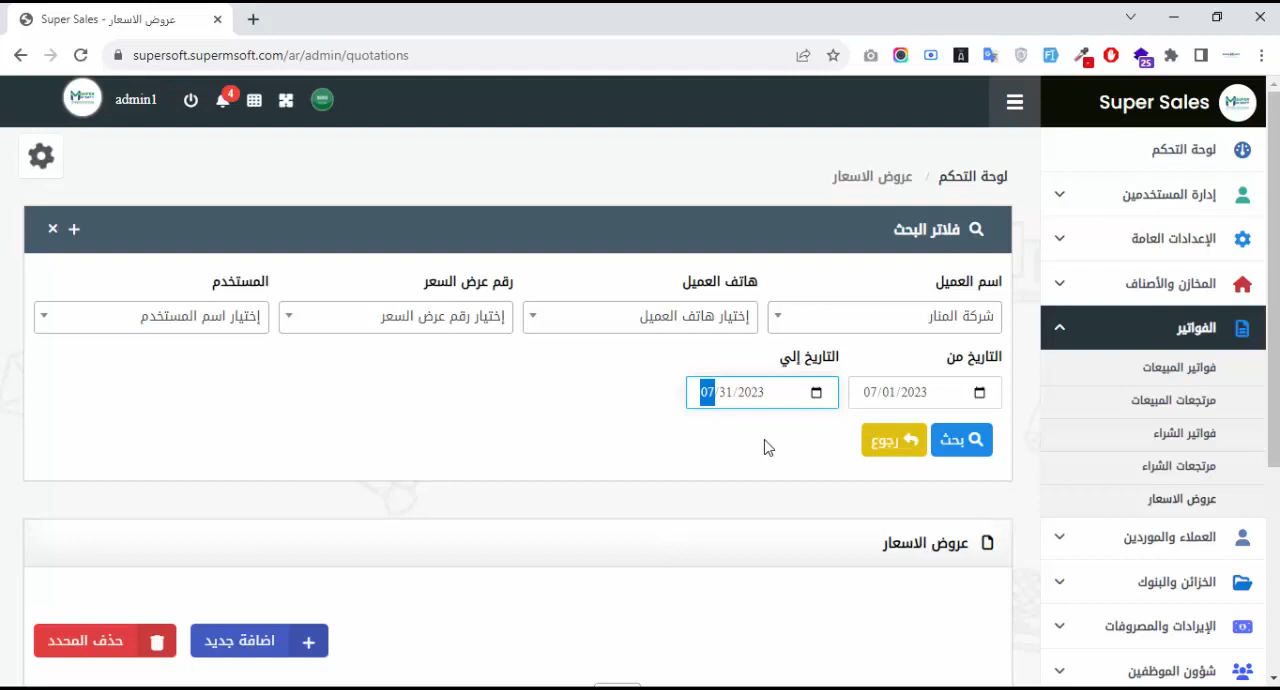 Super Sales - عروض الاسعار
supersoft.supermsoft.com/ar/admin/quotations
25
admin1
4
Super Sales
لوحة التحكم
إدارة المستخدمين
الإعدادات العامة
المخازن والأصناف
الفواتير
فواتير المبيعات
مرتجعات المبيعات
فواتير الشراء
مرتجعات الشراء
عروض الاسعار
العملاء والموردين
الخزائن والبنوك
الإيرادات والمصروفات
شؤون الموظفين
لوحة التحكم / عروض الاسعار
فلاتر البحث
اسم العميل
هاتف العميل
رقم عرض السعر
المستخدم
شركة المنار
إختيار هاتف العميل
إختيار رقم عرض السعر
إختيار اسم المستخدم
التاريخ من
التاريخ إلي
07/01/2023
07/31/2023
بحث
رجوع
عروض الاسعار
اضافة جديد
حذف المحدد